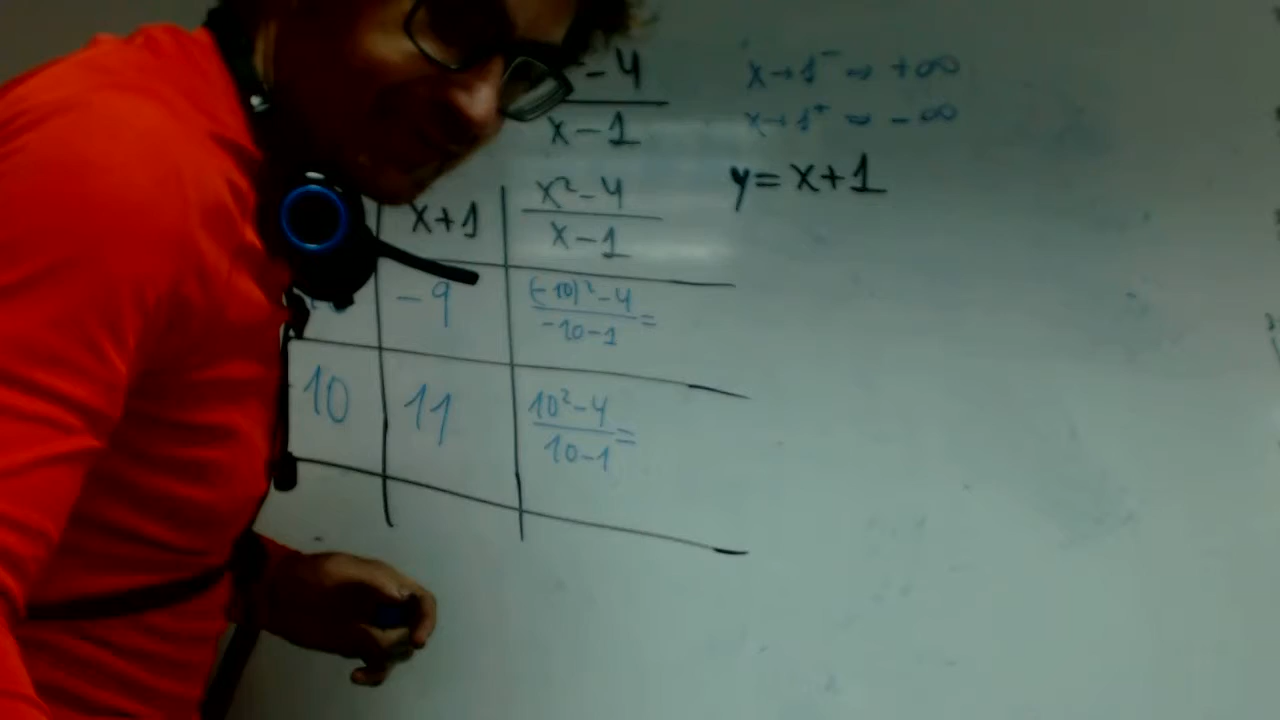 -4
x-1
x→1⁻ ⇒ +∞
x→1⁺ ⇒ -∞
y=x+1
x+1
x²-4
x-1
-9
(-10)²-4
-10-1
=
10
11
10²-4
10-1
=